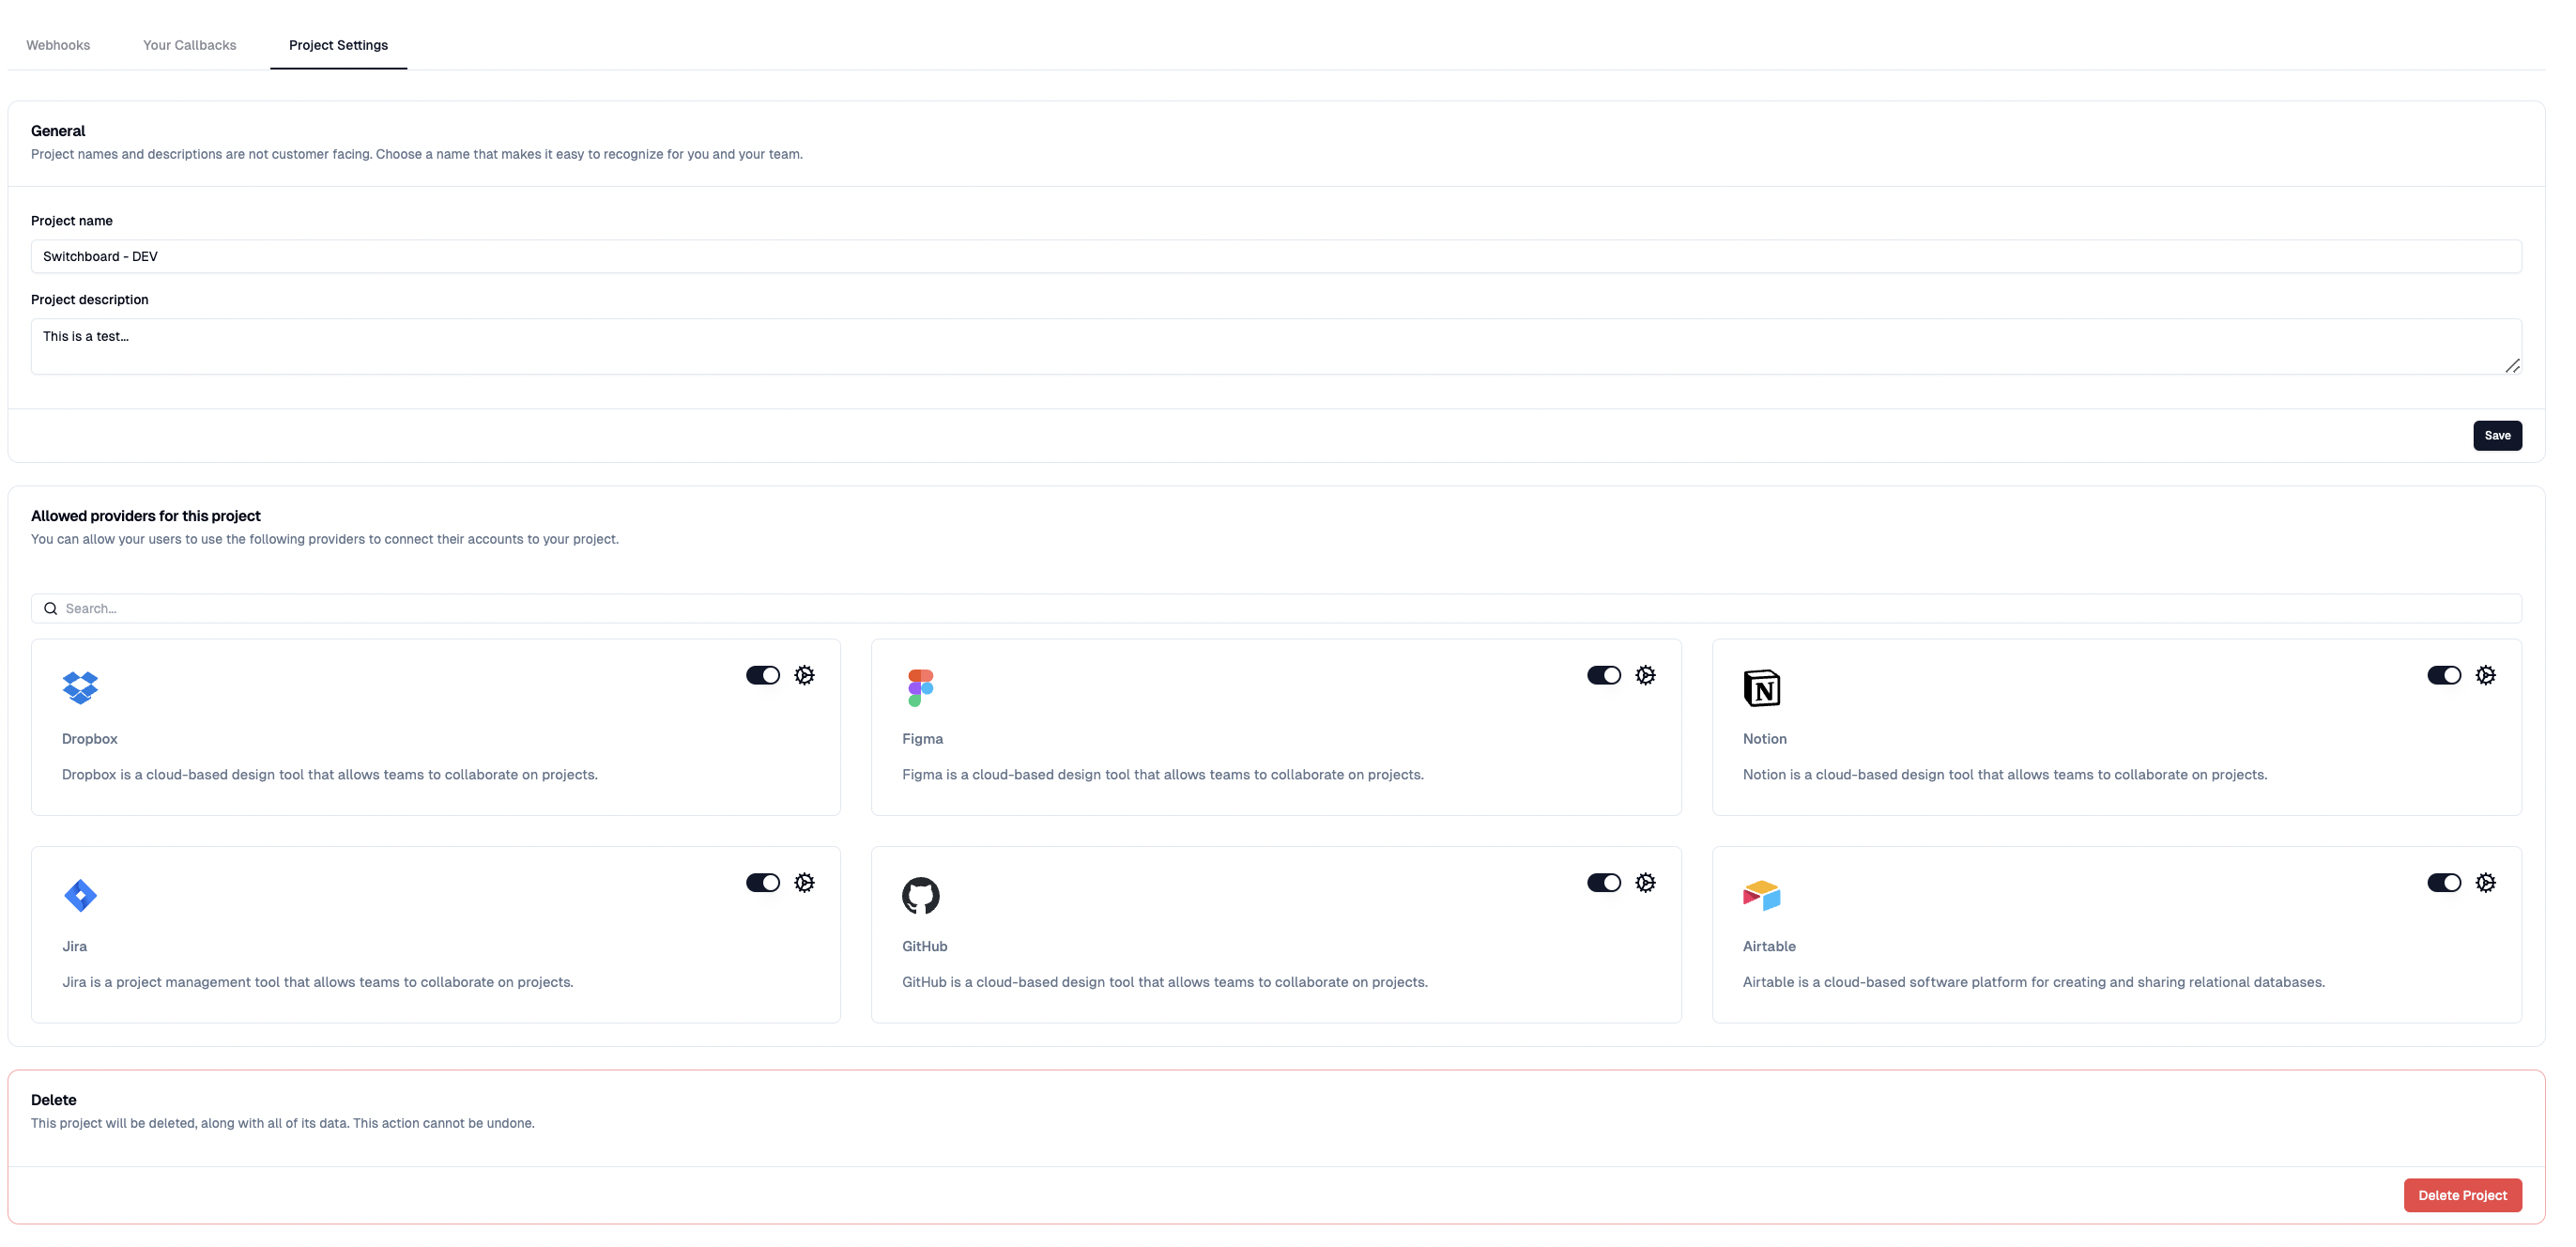 Webhooks
Your Callbacks
Project Settings
General
Project names and descriptions are not customer facing. Choose a name that makes it easy to recognize for you and your team.
Project name
Switchboard - DEV
Project description
This is a test...
Save
Allowed providers for this project
You can allow your users to use the following providers to connect their accounts to your project.
Search...
Dropbox
Dropbox is a cloud-based design tool that allows teams to collaborate on projects.
Figma
Figma is a cloud-based design tool that allows teams to collaborate on projects.
N
Notion
Notion is a cloud-based design tool that allows teams to collaborate on projects.
Jira
Jira is a project management tool that allows teams to collaborate on projects.
GitHub
GitHub is a cloud-based design tool that allows teams to collaborate on projects.
Airtable
Airtable is a cloud-based software platform for creating and sharing relational databases.
Delete
This project will be deleted, along with all of its data. This action cannot be undone.
Delete Project